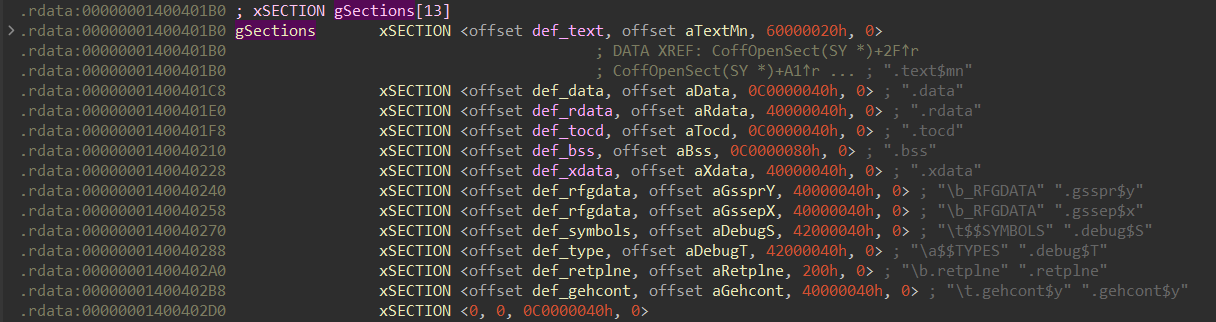 .rdata:00000001400401B0 ; xSECTION gSections[13]
.rdata:00000001400401B0 gSections xSECTION <offset def_text, offset aTextMn, 60000020h, 0>
.rdata:00000001400401B0 ; DATA XREF: CoffOpenSect(SY *)+2F↑r
.rdata:00000001400401B0 ; CoffOpenSect(SY *)+A1↑r ... ; ".text$mn"
.rdata:00000001400401C8 xSECTION <offset def_data, offset aData, 0C0000040h, 0> ; ".data"
.rdata:00000001400401E0 xSECTION <offset def_rdata, offset aRdata, 40000040h, 0> ; ".rdata"
.rdata:00000001400401F8 xSECTION <offset def_tocd, offset aTocd, 0C0000040h, 0> ; ".tocd"
.rdata:0000000140040210 xSECTION <offset def_bss, offset aBss, 0C0000080h, 0> ; ".bss"
.rdata:0000000140040228 xSECTION <offset def_xdata, offset aXdata, 40000040h, 0> ; ".xdata"
.rdata:0000000140040240 xSECTION <offset def_rfgdata, offset aGssprY, 40000040h, 0> ; "\b_RFGDATA" ".gsspr$y"
.rdata:0000000140040258 xSECTION <offset def_rfgdata, offset aGssepX, 40000040h, 0> ; "\b_RFGDATA" ".gssep$x"
.rdata:0000000140040270 xSECTION <offset def_symbols, offset aDebugS, 42000040h, 0> ; "\t$$SYMBOLS" ".debug$S"
.rdata:0000000140040288 xSECTION <offset def_type, offset aDebugT, 42000040h, 0> ; "\a$$TYPES" ".debug$T"
.rdata:00000001400402A0 xSECTION <offset def_retplne, offset aRetplne, 200h, 0> ; "\b.retplne" ".retplne"
.rdata:00000001400402B8 xSECTION <offset def_gehcont, offset aGehcont, 40000040h, 0> ; "\t.gehcont$y" ".gehcont$y"
.rdata:00000001400402D0 xSECTION <0, 0, 0C0000040h, 0>